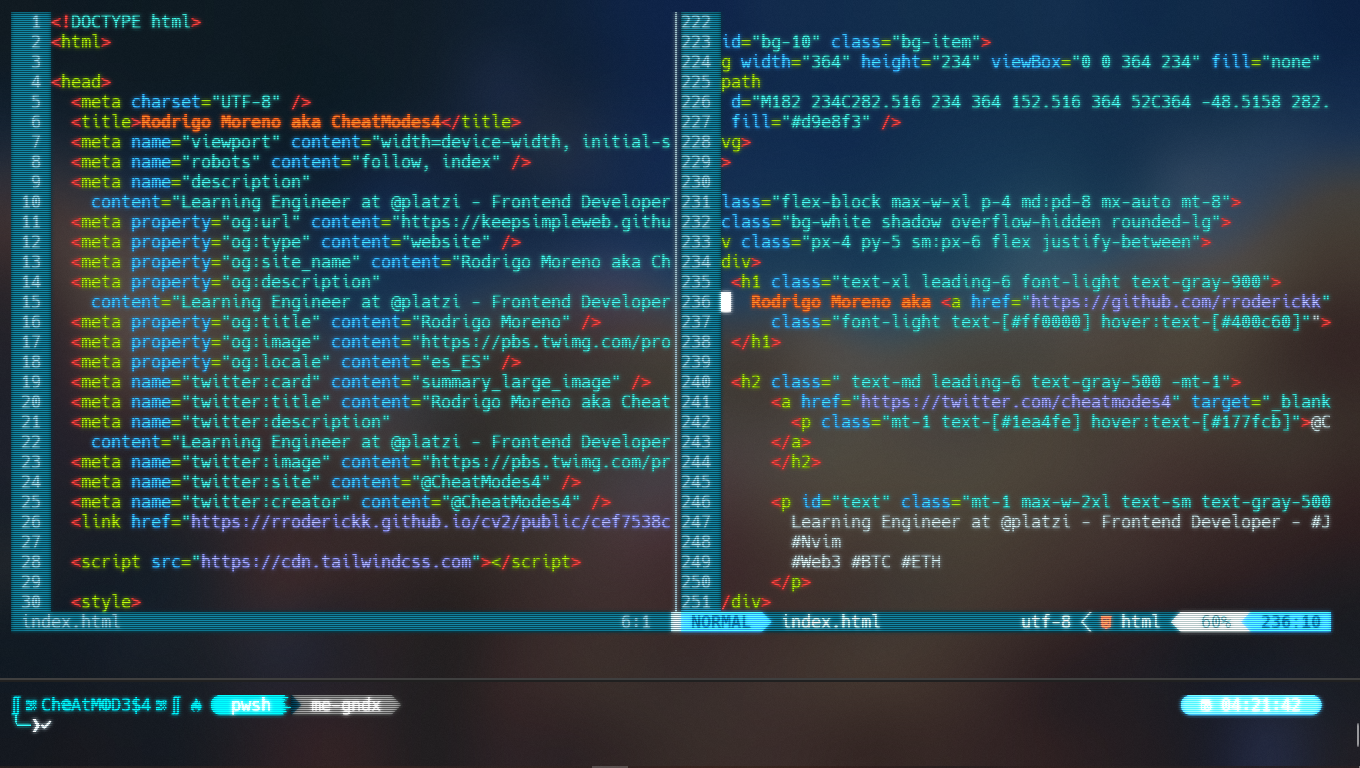 1 <!DOCTYPE html>
2 <html>
3
4 <head>
5 <meta charset="UTF-8" />
6 <title>Rodrigo Moreno aka CheatModes4</title>
7 <meta name="viewport" content="width=device-width, initial-s
8 <meta name="robots" content="follow, index" />
9 <meta name="description"
10 content="Learning Engineer at @platzi - Frontend Developer
11 <meta property="og:url" content="https://keepsimpleweb.githu
12 <meta property="og:type" content="website" />
13 <meta property="og:site_name" content="Rodrigo Moreno aka Ch
14 <meta property="og:description"
15 content="Learning Engineer at @platzi - Frontend Developer
16 <meta property="og:title" content="Rodrigo Moreno" />
17 <meta property="og:image" content="https://pbs.twimg.com/pro
18 <meta property="og:locale" content="es_ES" />
19 <meta name="twitter:card" content="summary_large_image" />
20 <meta name="twitter:title" content="Rodrigo Moreno aka Cheat
21 <meta name="twitter:description"
22 content="Learning Engineer at @platzi - Frontend Developer
23 <meta name="twitter:image" content="https://pbs.twimg.com/pr
24 <meta name="twitter:site" content="@CheatModes4" />
25 <meta name="twitter:creator" content="@CheatModes4" />
26 <link href="https://rroderickk.github.io/cv2/public/cef7538c
27
28 <script src="https://cdn.tailwindcss.com"></script>
29
30 <style>
index.html 6:1
222
223 id="bg-10" class="bg-item">
224 g width="364" height="234" viewBox="0 0 364 234" fill="none"
225 path
226 d="M182 234C282.516 234 364 152.516 364 52C364 -48.5158 282.
227 fill="#d9e8f3" />
228 vg>
229 >
230
231 lass="flex-block max-w-xl p-4 md:pd-8 mx-auto mt-8">
232 class="bg-white shadow overflow-hidden rounded-lg">
233 v class="px-4 py-5 sm:px-6 flex justify-between">
234 div>
235 <h1 class="text-xl leading-6 font-light text-gray-900">
236 Rodrigo Moreno aka <a href="https://github.com/rroderickk"
237 class="font-light text-[#ff0000] hover:text-[#400c60]"">
238 </h1>
239
240 <h2 class=" text-md leading-6 text-gray-500 -mt-1">
241 <a href="https://twitter.com/cheatmodes4" target="_blank
242 <p class="mt-1 text-[#1ea4fe] hover:text-[#177fcb]">@C
243 </a>
244 </h2>
245
246 <p id="text" class="mt-1 max-w-2xl text-sm text-gray-500
247 Learning Engineer at @platzi - Frontend Developer - #J
248 #Nvim
249 #Web3 #BTC #ETH
250 </p>
251 /div>
NORMAL index.html utf-8 html 60% 236:10
CheAtM0D3$4 pwsh me-gndx 04:21:42